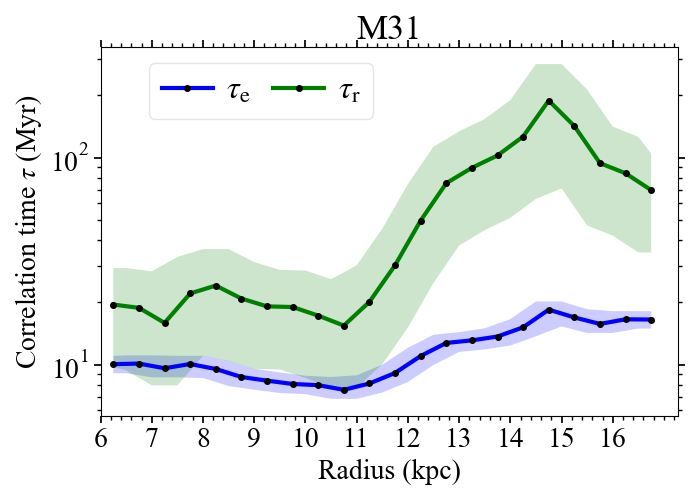 M31
τe τr
Correlation time τ (Myr)
10²
10¹
6 7 8 9 10 11 12 13 14 15 16
Radius (kpc)